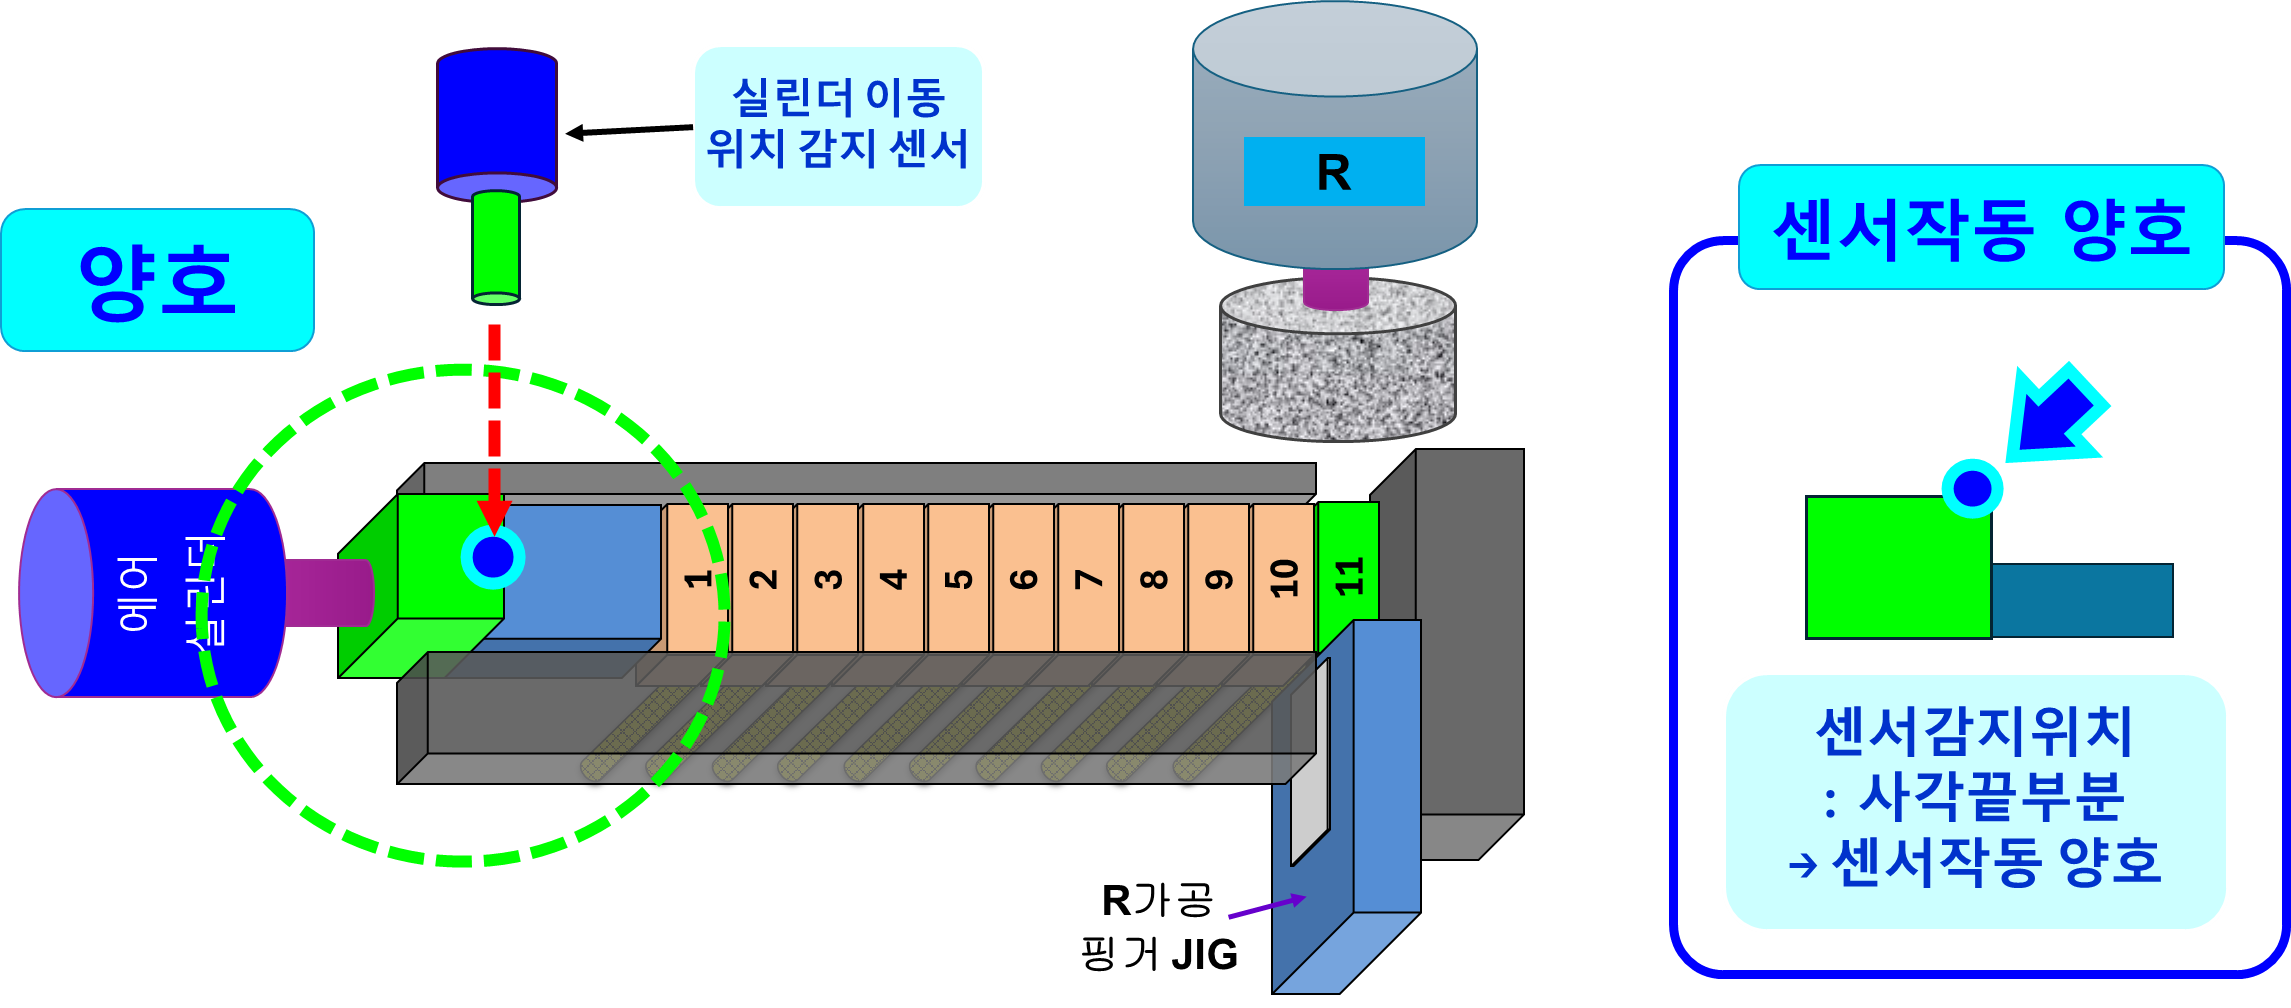 실린더 이동
위치 감지 센서
R
양호
센서작동 양호
에어
실린더
1
2
3
4
5
6
7
8
9
10
11
센서감지위치
: 사각끝부분
→ 센서작동 양호
R가공
핑거 JIG